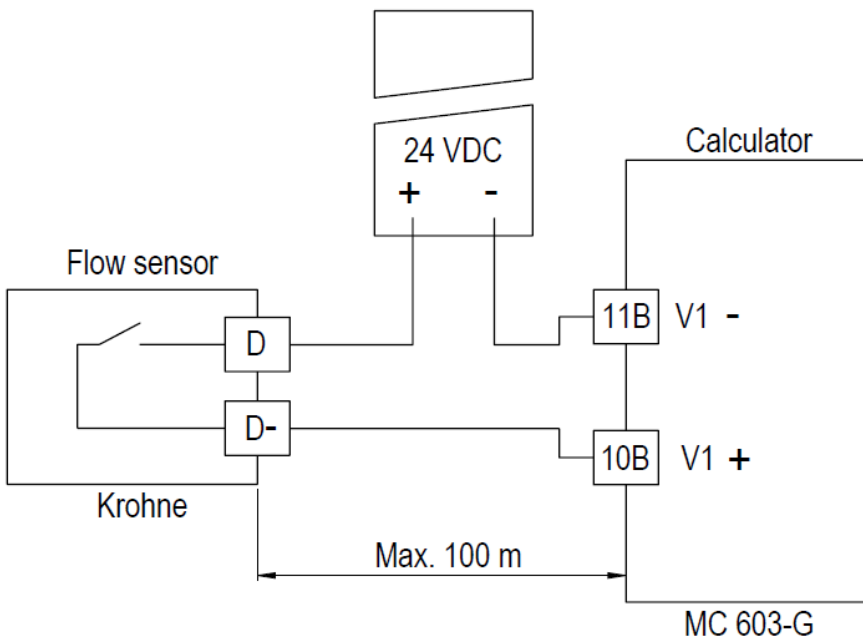 24 VDC
+ -
Calculator
Flow sensor
D
11B V1 -
D-
10B V1 +
Krohne
Max. 100 m
MC 603-G